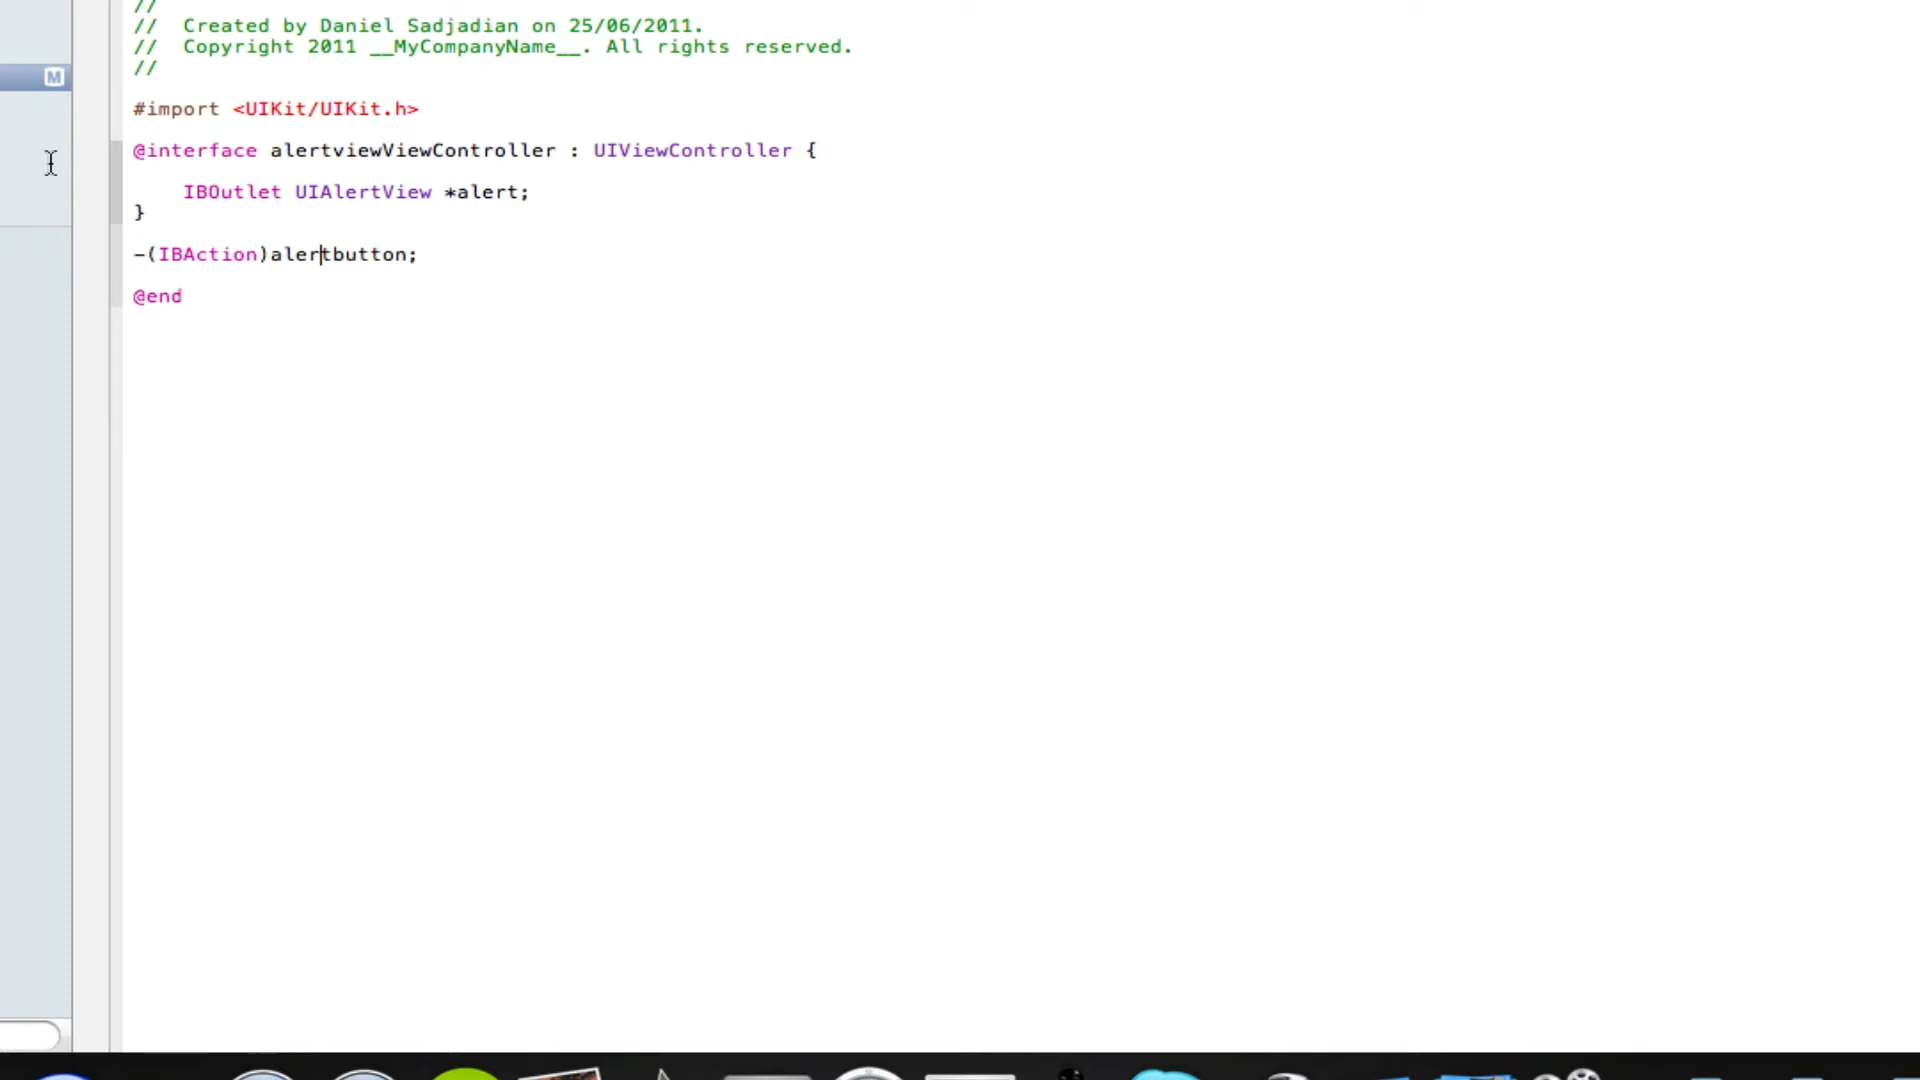 //
//  Created by Daniel Sadjadian on 25/06/2011.
//  Copyright 2011 __MyCompanyName__. All rights reserved.
//
M
#import <UIKit/UIKit.h>
@interface alertviewViewController : UIViewController {
    IBOutlet UIAlertView *alert;
}
-(IBAction)alertbutton;
@end